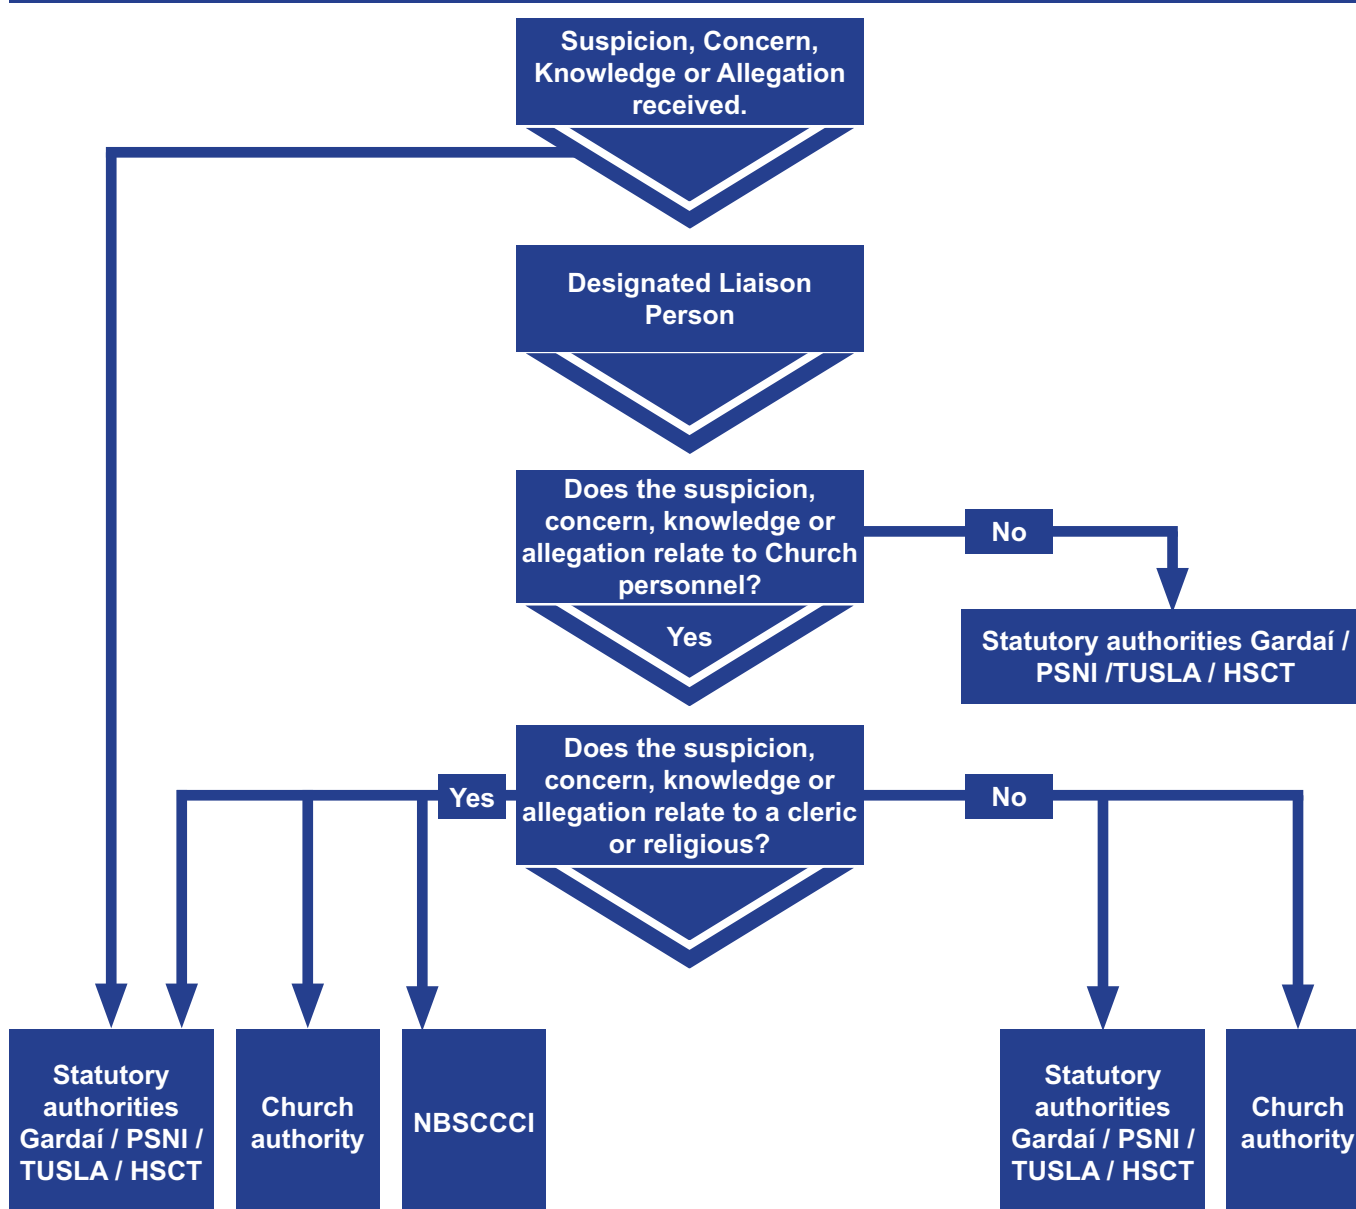 Suspicion, Concern,
Knowledge or Allegation
received.
Designated Liaison
Person
Does the suspicion,
concern, knowledge or
allegation relate to Church
personnel?
No
Yes
Statutory authorities Gardaí /
PSNI /TUSLA / HSCT
Does the suspicion,
concern, knowledge or
allegation relate to a cleric
or religious?
Yes
No
Statutory
authorities
Gardaí / PSNI /
TUSLA / HSCT
Church
authority
NBSCCCI
Statutory
authorities
Gardaí / PSNI /
TUSLA / HSCT
Church
authority